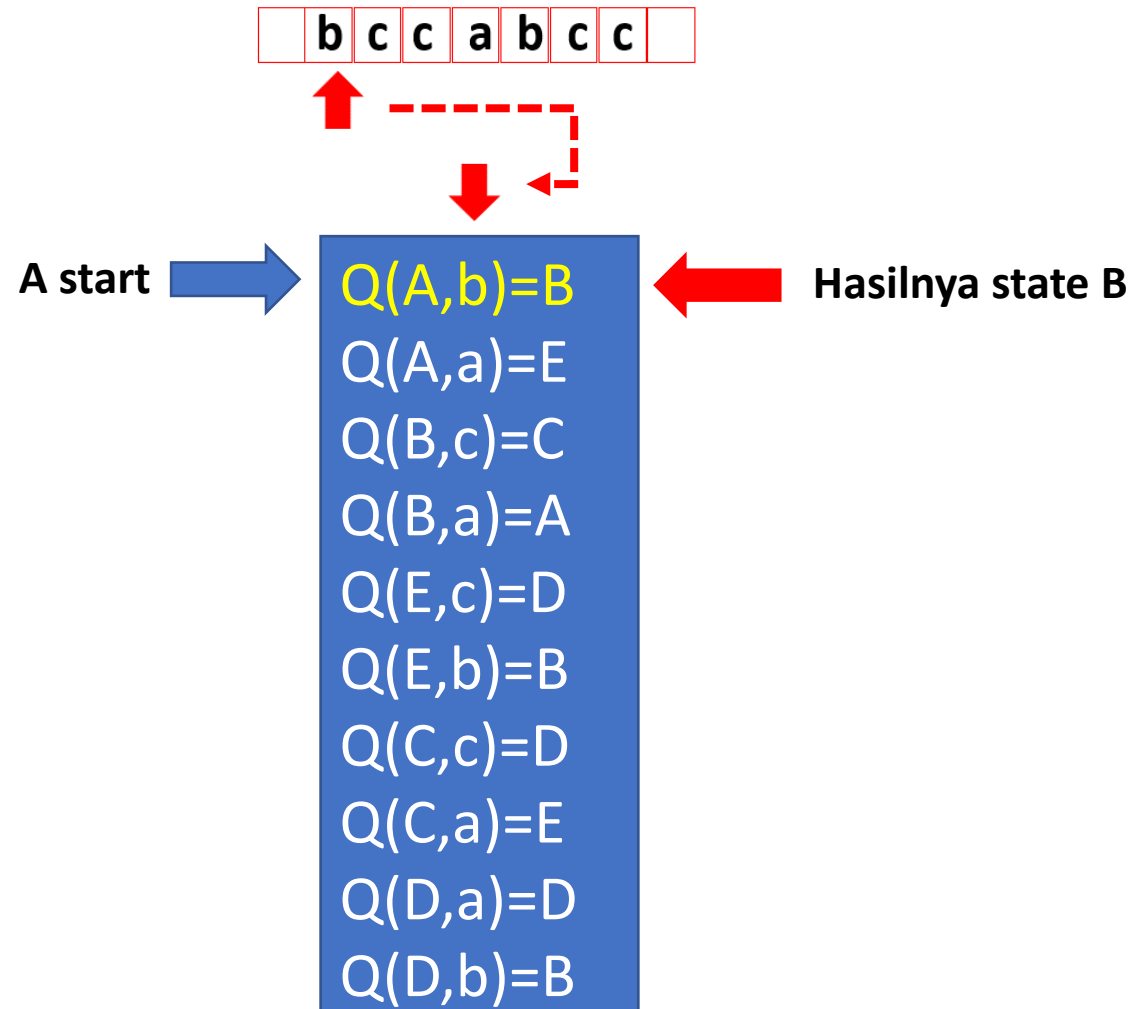 b c c a b c c
A start
Q(A,b)=B
Hasilnya state B
Q(A,a)=E
Q(B,c)=C
Q(B,a)=A
Q(E,c)=D
Q(E,b)=B
Q(C,c)=D
Q(C,a)=E
Q(D,a)=D
Q(D,b)=B